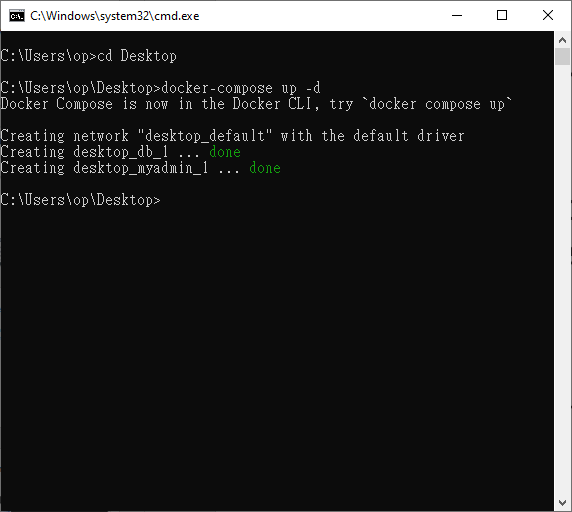 C:\Windows\system32\cmd.exe
C:\Users\op>cd Desktop
C:\Users\op\Desktop>docker-compose up -d
Docker Compose is now in the Docker CLI, try `docker compose up`
Creating network "desktop_default" with the default driver
Creating desktop_db_1 ... done
Creating desktop_myadmin_1 ... done
C:\Users\op\Desktop>